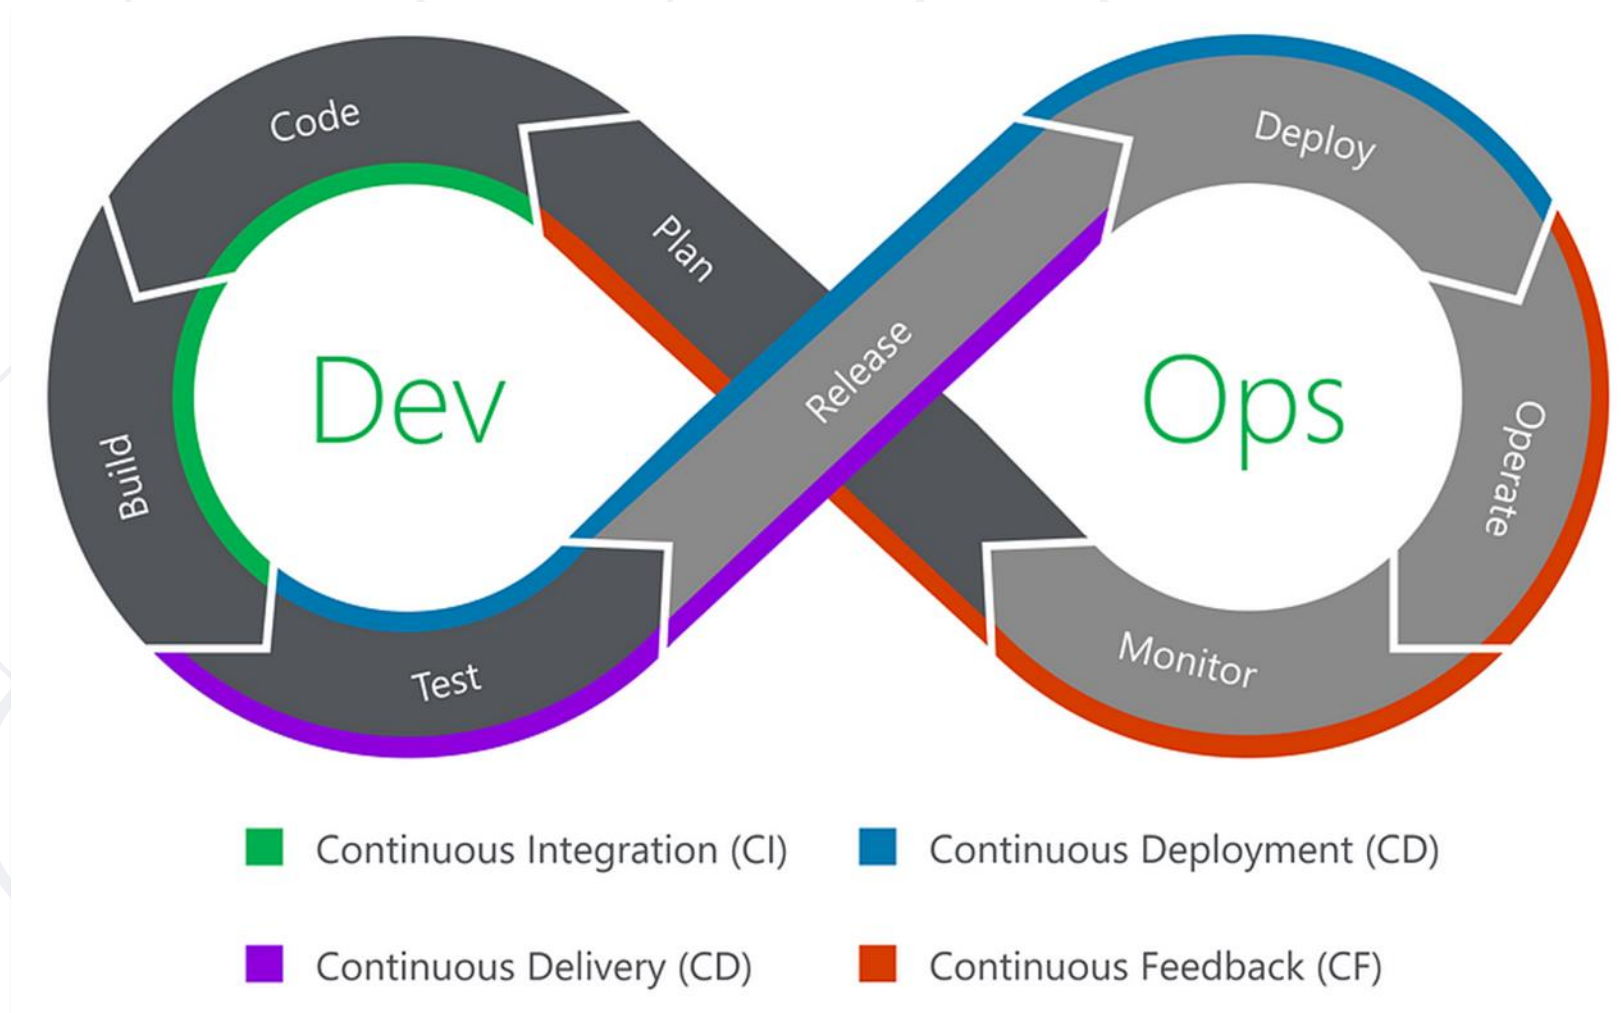 Code
Plan
Build
Dev
Test
Release
Deploy
Ops
Operate
Monitor
Continuous Integration (CI)
Continuous Deployment (CD)
Continuous Delivery (CD)
Continuous Feedback (CF)